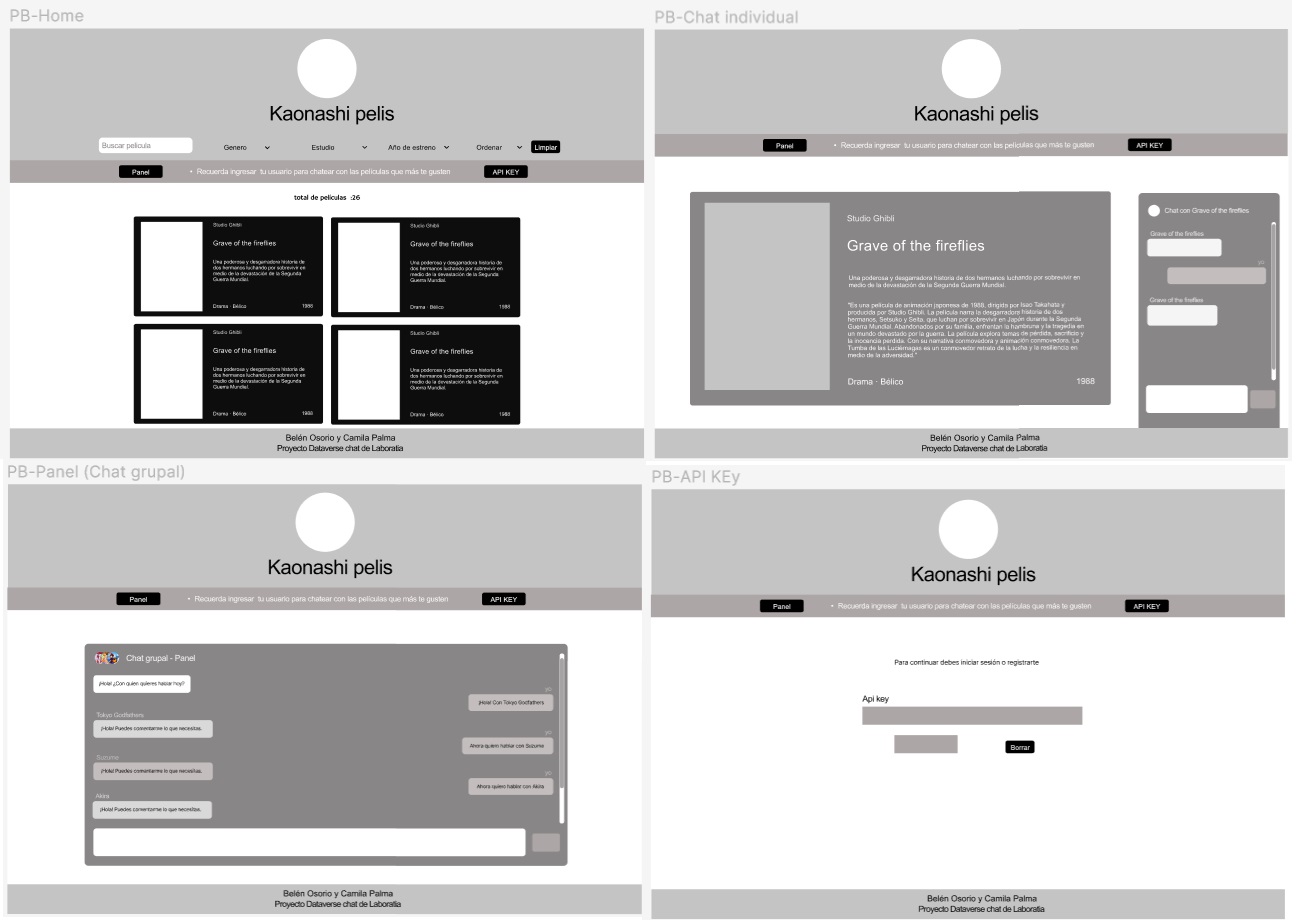 PB-Home
Kaonashi pelis
Buscar pelicula
Genero
Estudio
Año de estreno
Ordenar
Limpiar
Panel
• Recuerda ingresar tu usuario para chatear con las películas que más te gusten
API KEY
total de peliculas :26
Studio Ghibli
Grave of the fireflies
Una poderosa y desgarradora historia de
dos hermanos luchando por sobrevivir en
medio de la devastación de la Segunda
Guerra Mundial.
Drama · Bélico
1988
Studio Ghibli
Grave of the fireflies
Una poderosa y desgarradora historia de
dos hermanos luchando por sobrevivir en
medio de la devastación de la Segunda
Guerra Mundial.
Drama · Bélico
1988
Studio Ghibli
Grave of the fireflies
Una poderosa y desgarradora historia de
dos hermanos luchando por sobrevivir en
medio de la devastación de la Segunda
Guerra Mundial.
Drama · Bélico
1988
Studio Ghibli
Grave of the fireflies
Una poderosa y desgarradora historia de
dos hermanos luchando por sobrevivir en
medio de la devastación de la Segunda
Guerra Mundial.
Drama · Bélico
1988
Belén Osorio y Camila Palma
Proyecto Dataverse chat de Laboratia
PB-Chat individual
Kaonashi pelis
Panel
• Recuerda ingresar tu usuario para chatear con las películas que más te gusten
API KEY
Studio Ghibli
Grave of the fireflies
Una poderosa y desgarradora historia de dos hermanos luchando por sobrevivir en
medio de la devastación de la Segunda Guerra Mundial.
"Es una película de animación japonesa de 1988, dirigida por Isao Takahata y
producida por Studio Ghibli. La película narra la desgarradora historia de dos
hermanos, Setsuko y Seita, que luchan por sobrevivir en Japón durante la Segunda
Guerra Mundial. Abandonados por su familia, enfrentan la hambruna y la tragedia en
un mundo devastado por la guerra. La película explora temas de pérdida, sacrificio y
la inocencia perdida. Con su narrativa conmovedora y animación conmovedora. La
Tumba de las Luciérnagas es un conmovedor retrato de la lucha y la resiliencia en
medio de la adversidad."
Drama · Bélico
1988
Chat con Grave of the fireflies
Grave of the fireflies
yo
Grave of the fireflies
Belén Osorio y Camila Palma
Proyecto Dataverse chat de Laboratia
PB-Panel (Chat grupal)
Kaonashi pelis
Panel
• Recuerda ingresar tu usuario para chatear con las películas que más te gusten
API KEY
Chat grupal - Panel
¡Hola! ¿Con quien quieres hablar hoy?
yo
¡Hola! Con Tokyo Godfathers
Tokyo Godfathers
¡Hola! Puedes comentarme lo que necesitas.
yo
Ahora quiero hablar con Suzume
Suzume
¡Hola! Puedes comentarme lo que necesitas.
yo
Ahora quiero hablar con Akira
Akira
¡Hola! Puedes comentarme lo que necesitas.
Belén Osorio y Camila Palma
Proyecto Dataverse chat de Laboratia
PB-API KEy
Kaonashi pelis
Panel
• Recuerda ingresar tu usuario para chatear con las películas que más te gusten
API KEY
Para continuar debes iniciar sesión o registrarte
Api key
Borrar
Belén Osorio y Camila Palma
Proyecto Dataverse chat de Laboratia